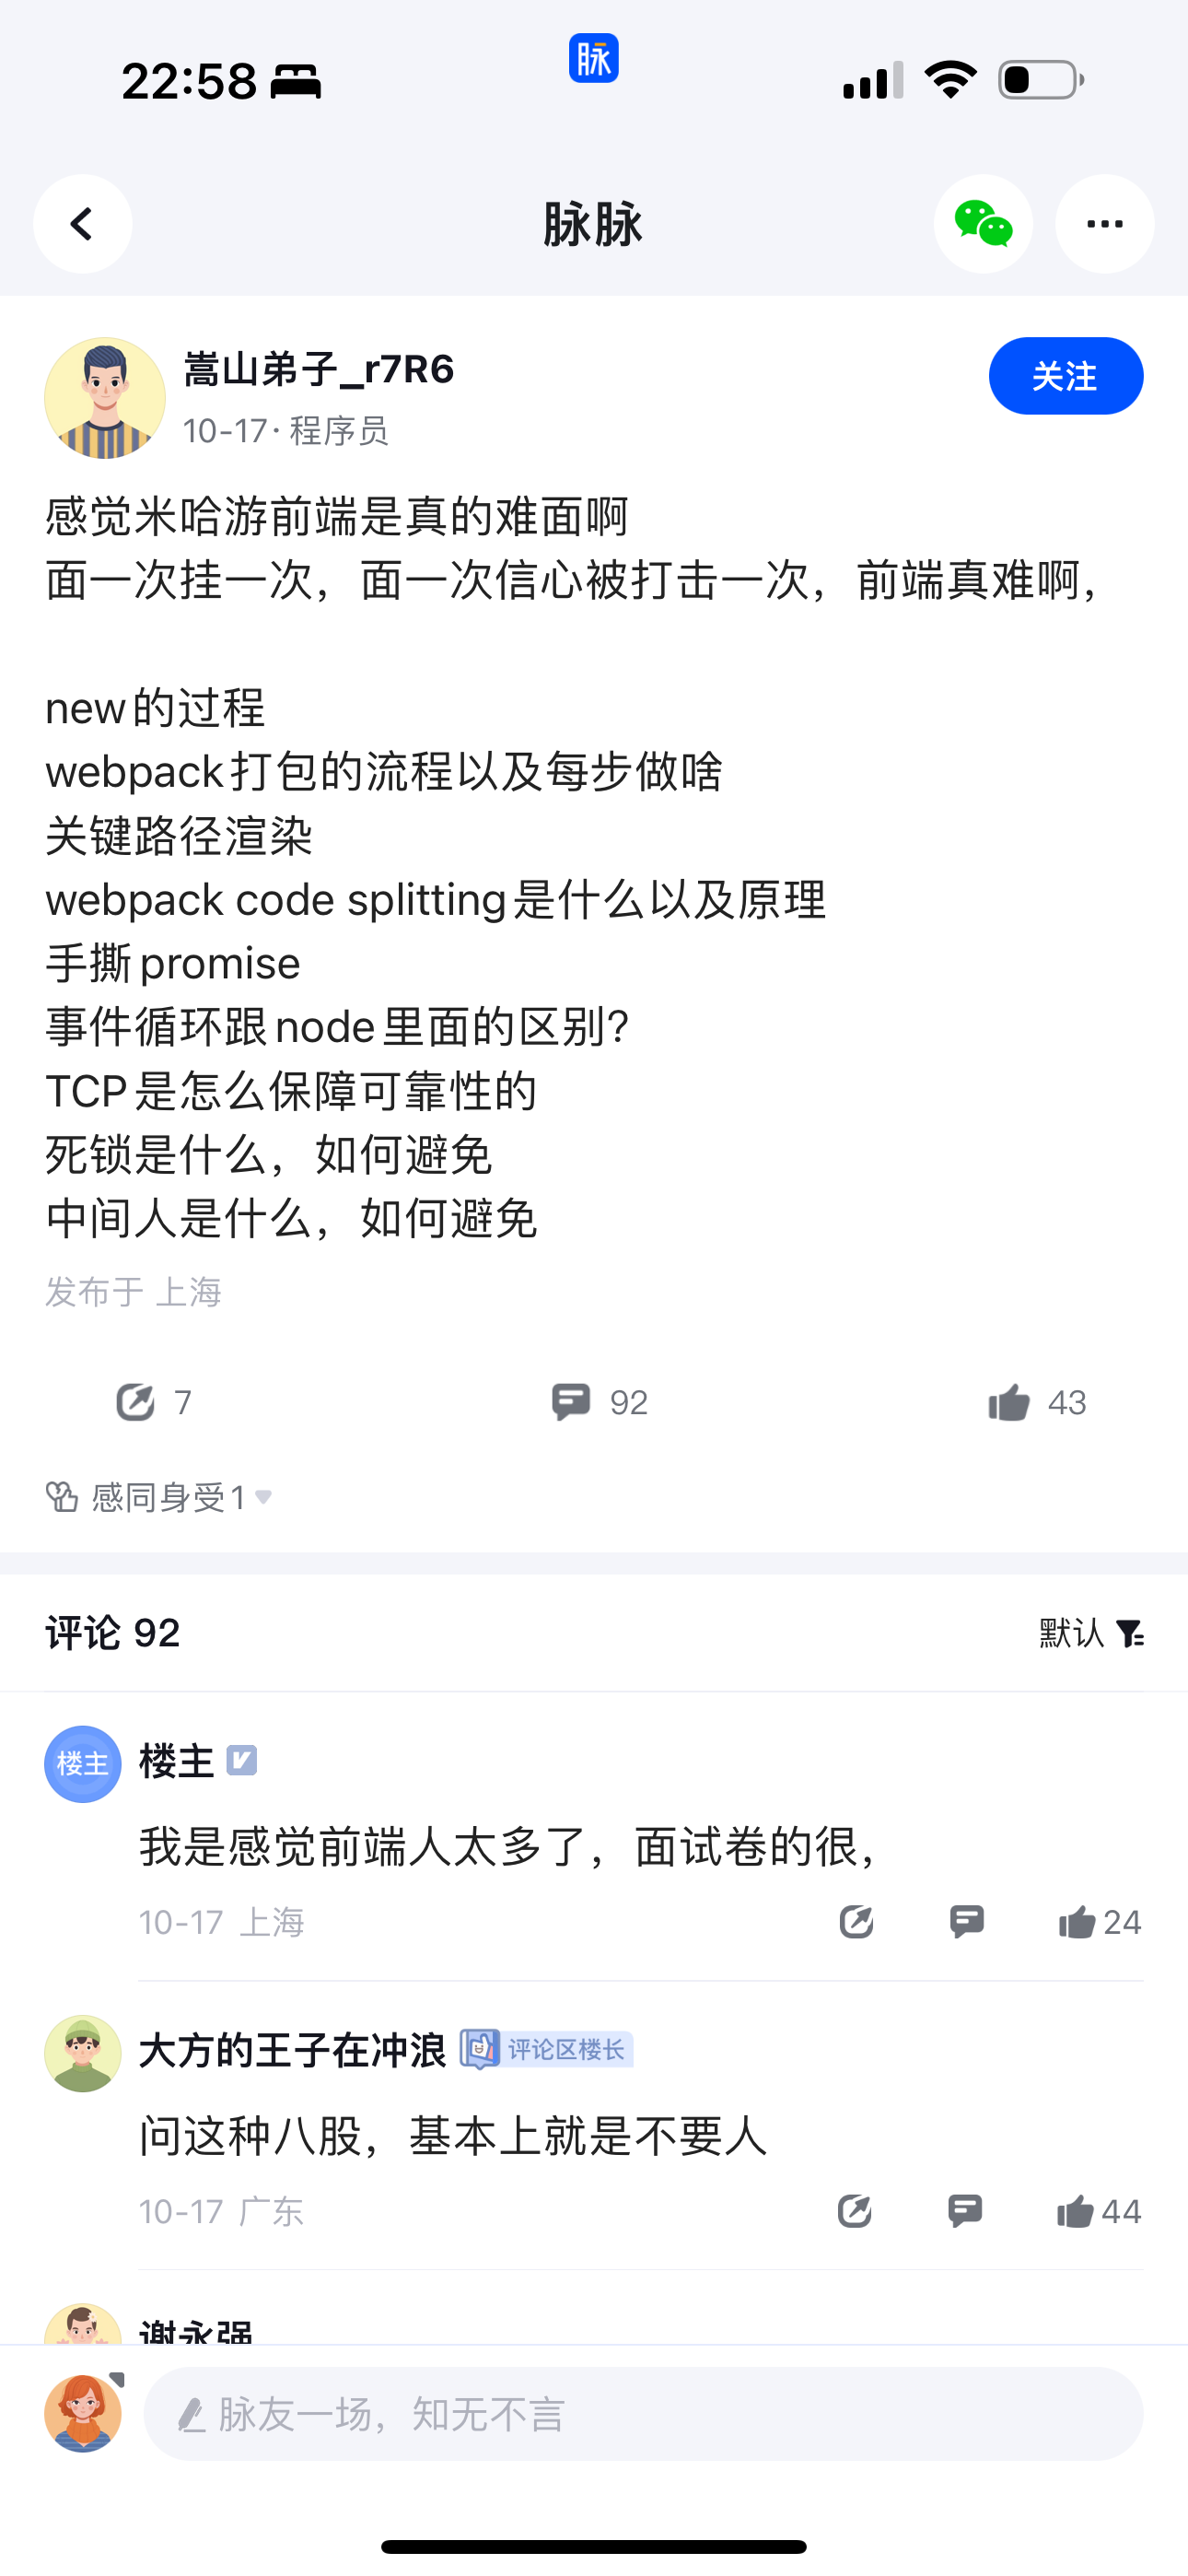 22:58
脉
脉脉
嵩山弟子_r7R6
关注
10-17·程序员
感觉米哈游前端是真的难面啊
面一次挂一次，面一次信心被打击一次，前端真难啊，
new的过程
webpack打包的流程以及每步做啥
关键路径渲染
webpack code splitting是什么以及原理
手撕promise
事件循环跟node里面的区别?
TCP是怎么保障可靠性的
死锁是什么，如何避免
中间人是什么，如何避免
发布于 上海
7
92
43
感同身受1
评论 92
默认
楼主
楼主
我是感觉前端人太多了，面试卷的很，
10-17 上海
24
大方的王子在冲浪
评论区楼长
问这种八股，基本上就是不要人
10-17 广东
44
谢永强
脉友一场，知无不言